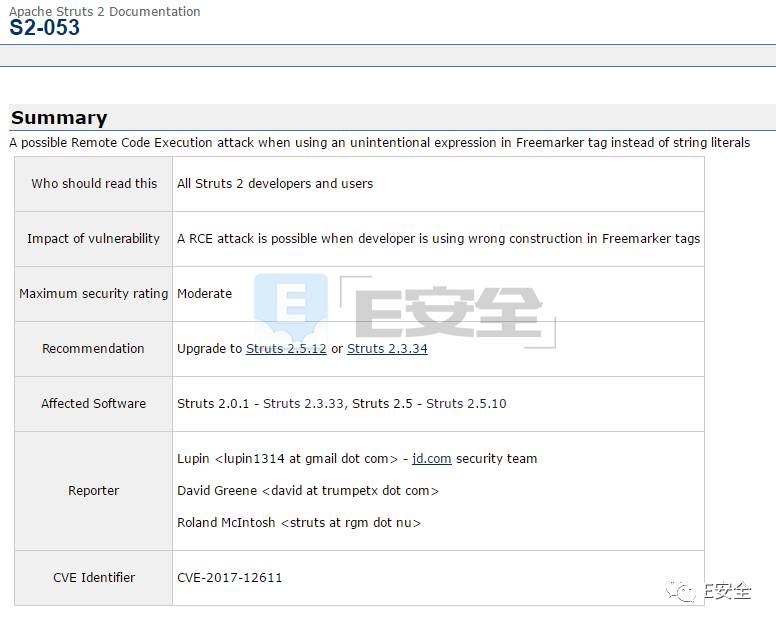 Apache Struts 2 Documentation
S2-053
Summary
A possible Remote Code Execution attack when using an unintentional expression in Freemarker tag instead of string literals
Who should read this All Struts 2 developers and users
Impact of vulnerability A RCE attack is possible when developer is using wrong construction in Freemarker tags
Maximum security rating Moderate
E E安全
Recommendation Upgrade to Struts 2.5.12 or Struts 2.3.34
Affected Software Struts 2.0.1 - Struts 2.3.33, Struts 2.5 - Struts 2.5.10
Reporter
Lupin <lupin1314 at gmail dot com> - jd.com security team
David Greene <david at trumpetx dot com>
Roland McIntosh <struts at rgm dot nu>
CVE Identifier CVE-2017-12611
E安全